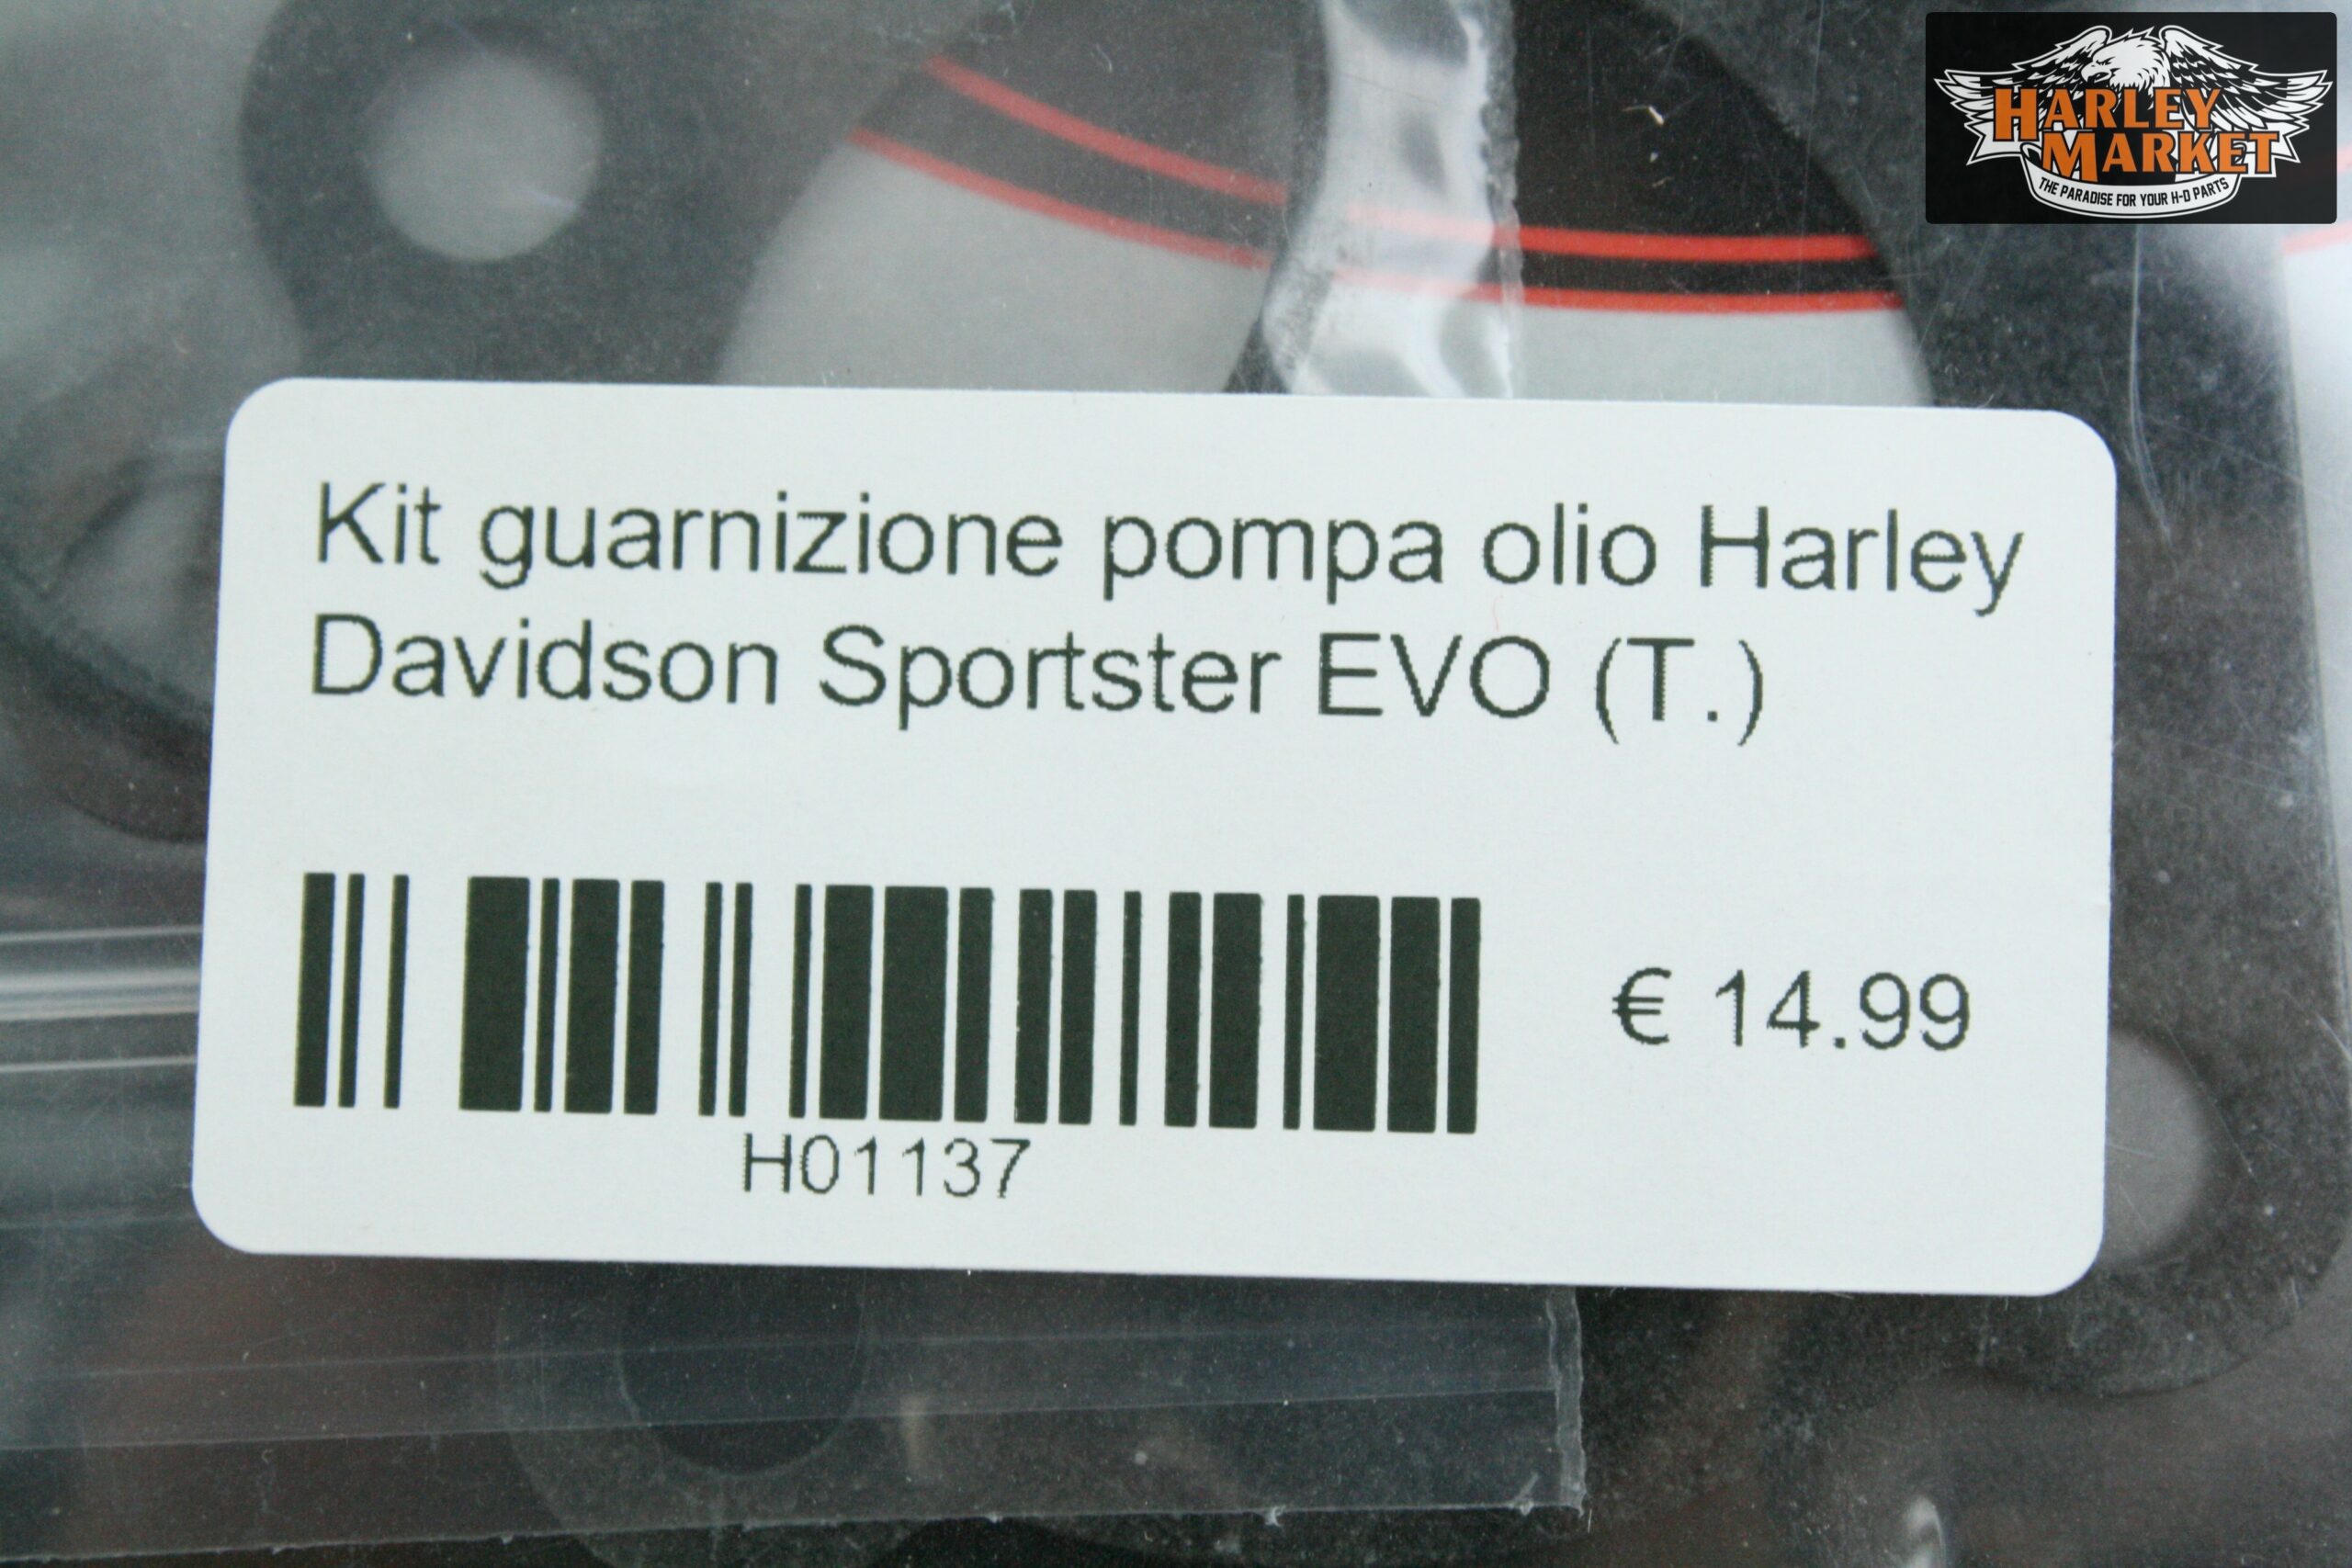 HARLEY
MARKET
THE PARADISE FOR YOUR H-D PARTS
Kit guarnizione pompa olio Harley
Davidson Sportster EVO (T.)
€ 14.99
H01137